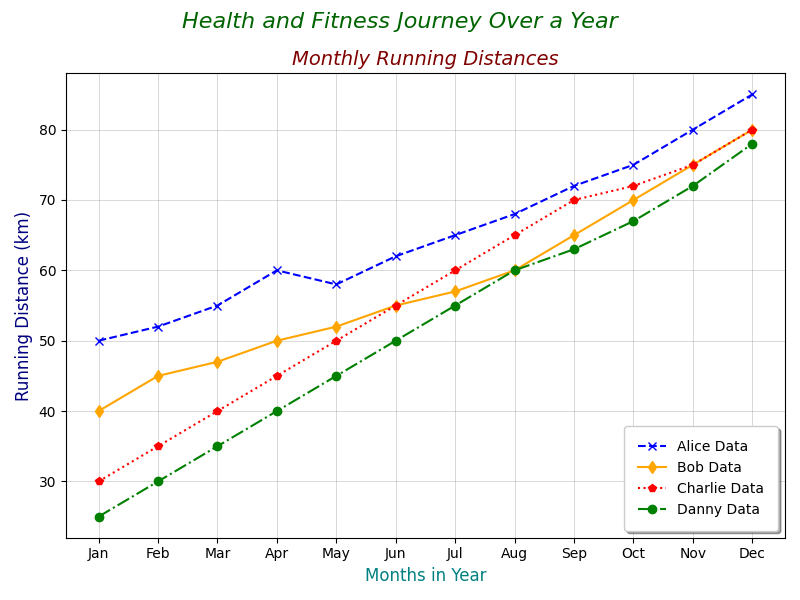 Health and Fitness Journey Over a Year
Monthly Running Distances
Running Distance (km)
80
70
60
50
40
30
Alice Data
Bob Data
Charlie Data
Danny Data
Jan Feb Mar Apr May Jun Jul Aug Sep Oct Nov Dec
Months in Year